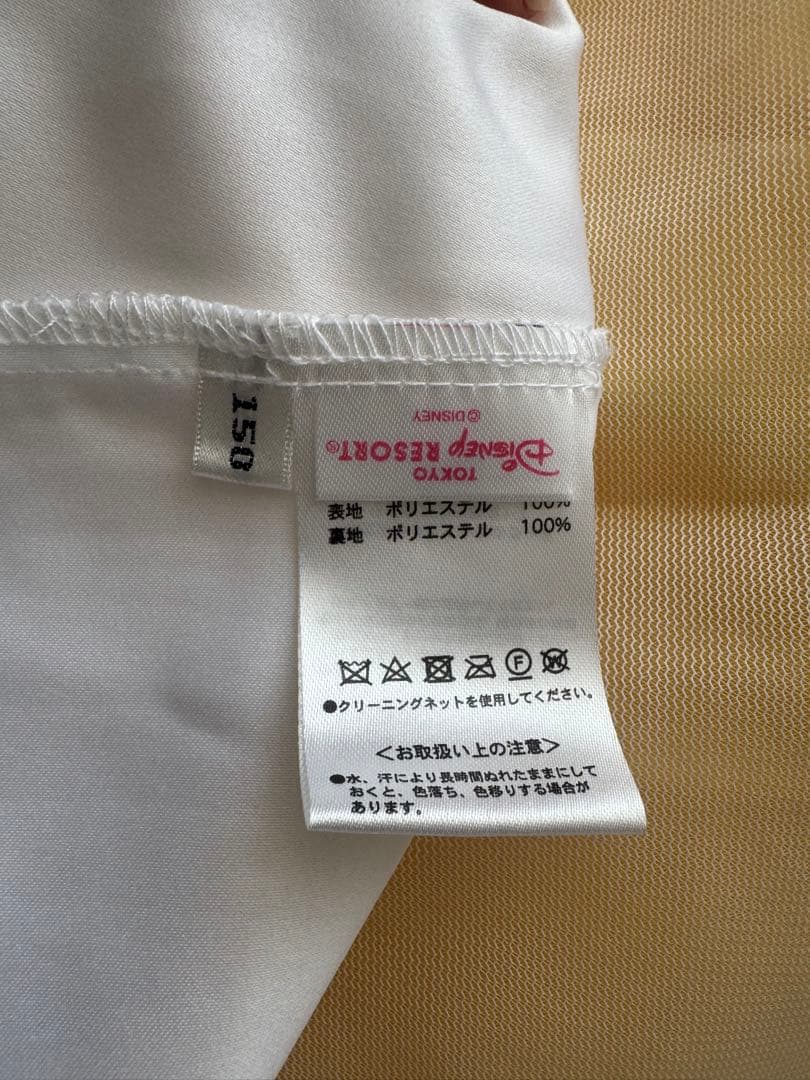 150
© DISNEY
Disney RESORT®
TOKYO
表地 ポリエステル 100%
裏地 ポリエステル 100%
F
W
●クリーニングネットを使用してください。
＜お取扱い上の注意＞
●水、汗により長時間ぬれたままにして
おくと、色落ち、色移りする場合が
あります。